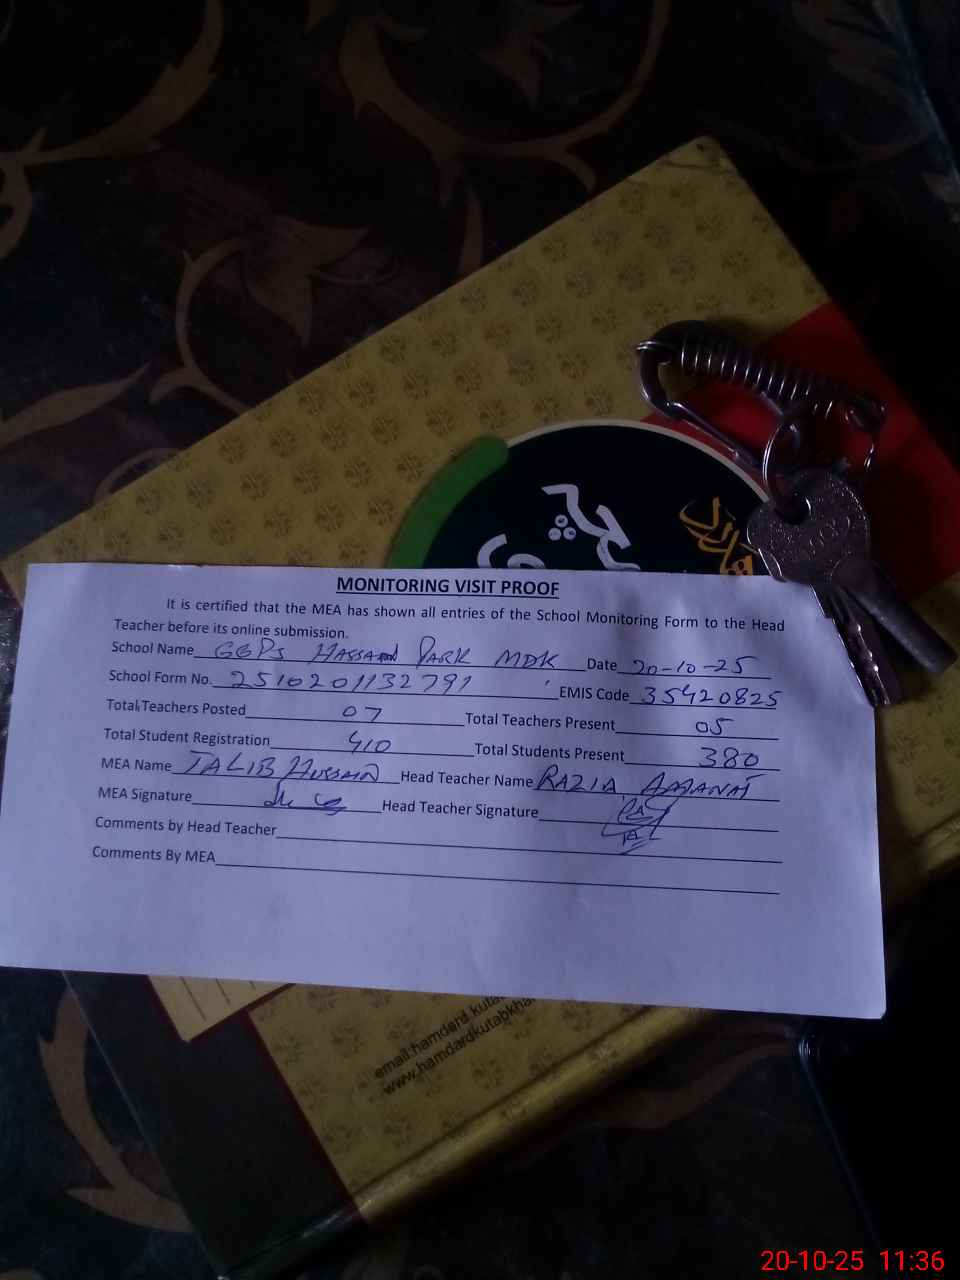 ہمدرد
MONITORING VISIT PROOF
It is certified that the MEA has shown all entries of the School Monitoring Form to the Head
Teacher before its online submission.
School Name GGPS HASSAN PARK MDK Date 20-10-25
School Form No. 2510201132791 EMIS Code 35420825
Total Teachers Posted 07 Total Teachers Present 05
Total Student Registration 410 Total Students Present 380
MEA Name TALIB HUSSAIN Head Teacher Name RAZIA
MEA Signature Head Teacher Signature
Comments by Head Teacher
Comments By MEA
email:hamdard.kutab
www.hamdardkutabkha
20-10-25 11:36